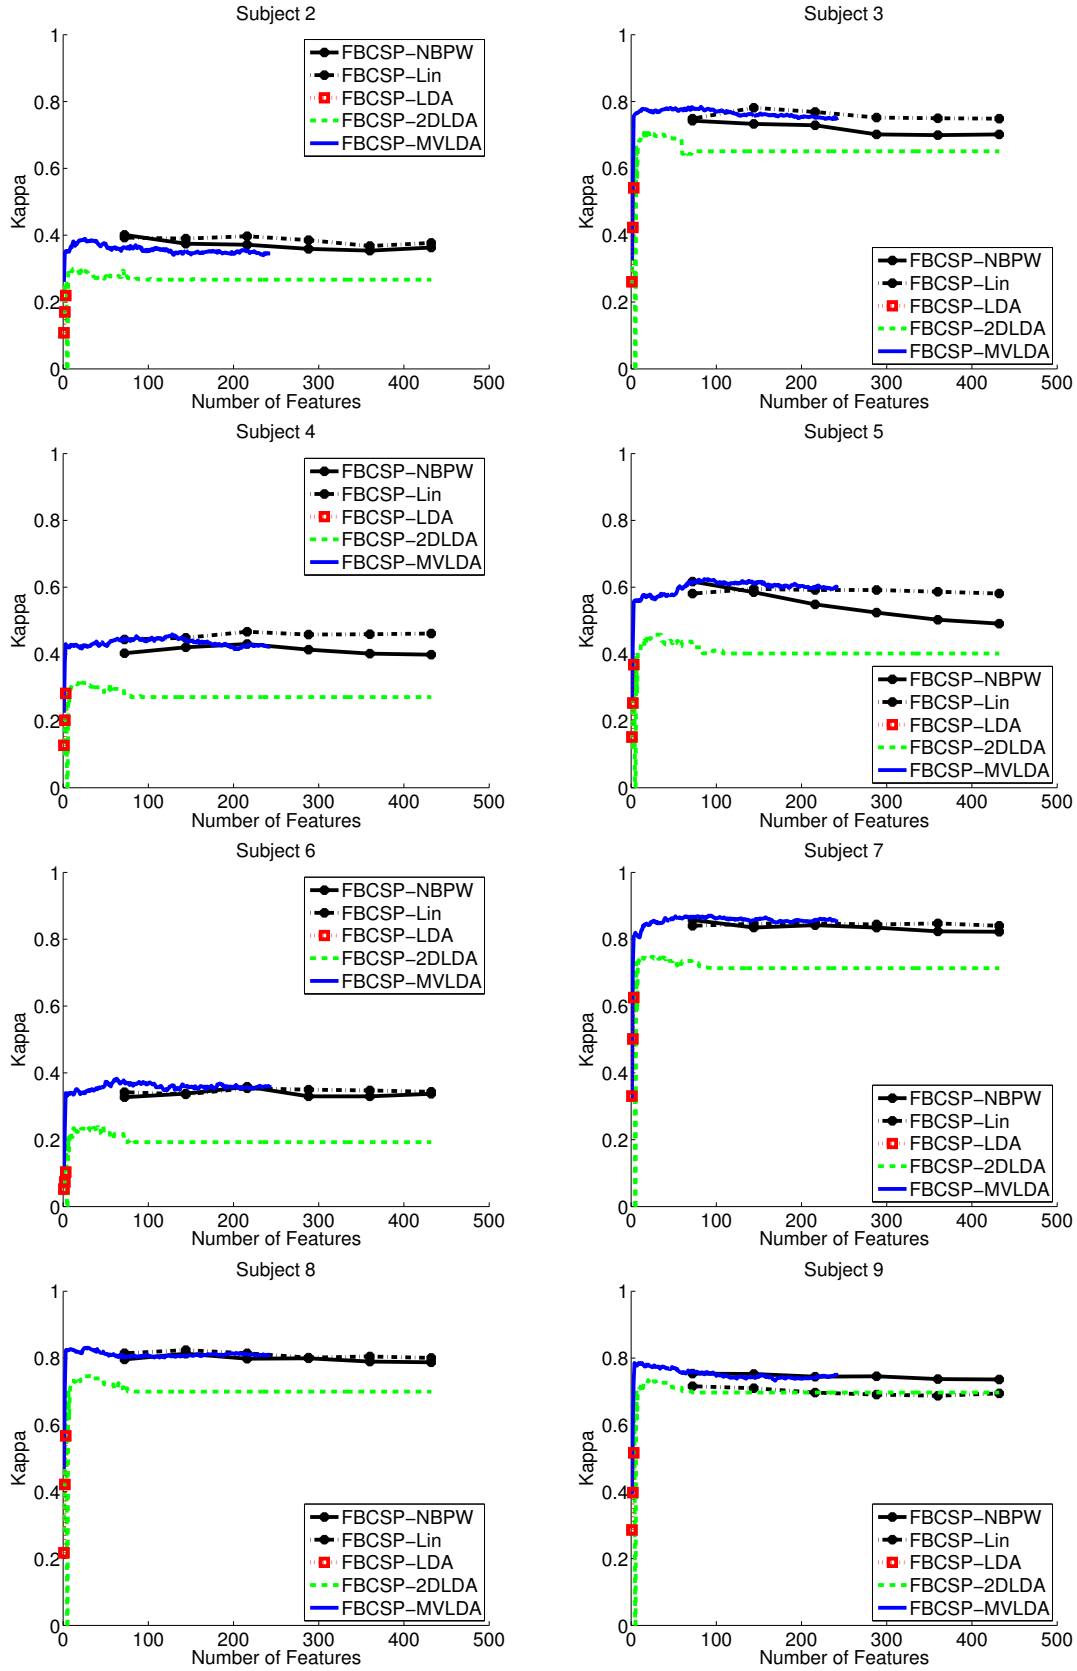 Subject 2
1
0.8
0.6
0.4
0.2
0
Kappa
FBCSP−NBPW
FBCSP−Lin
FBCSP−LDA
FBCSP−2DLDA
FBCSP−MVLDA
0 100 200 300 400 500
Number of Features
Subject 3
1
0.8
0.6
0.4
0.2
0
Kappa
FBCSP−NBPW
FBCSP−Lin
FBCSP−LDA
FBCSP−2DLDA
FBCSP−MVLDA
0 100 200 300 400 500
Number of Features
Subject 4
1
0.8
0.6
0.4
0.2
0
Kappa
FBCSP−NBPW
FBCSP−Lin
FBCSP−LDA
FBCSP−2DLDA
FBCSP−MVLDA
0 100 200 300 400 500
Number of Features
Subject 5
1
0.8
0.6
0.4
0.2
0
Kappa
FBCSP−NBPW
FBCSP−Lin
FBCSP−LDA
FBCSP−2DLDA
FBCSP−MVLDA
0 100 200 300 400 500
Number of Features
Subject 6
1
0.8
0.6
0.4
0.2
0
Kappa
FBCSP−NBPW
FBCSP−Lin
FBCSP−LDA
FBCSP−2DLDA
FBCSP−MVLDA
0 100 200 300 400 500
Number of Features
Subject 7
1
0.8
0.6
0.4
0.2
0
Kappa
FBCSP−NBPW
FBCSP−Lin
FBCSP−LDA
FBCSP−2DLDA
FBCSP−MVLDA
0 100 200 300 400 500
Number of Features
Subject 8
1
0.8
0.6
0.4
0.2
0
Kappa
FBCSP−NBPW
FBCSP−Lin
FBCSP−LDA
FBCSP−2DLDA
FBCSP−MVLDA
0 100 200 300 400 500
Number of Features
Subject 9
1
0.8
0.6
0.4
0.2
0
Kappa
FBCSP−NBPW
FBCSP−Lin
FBCSP−LDA
FBCSP−2DLDA
FBCSP−MVLDA
0 100 200 300 400 500
Number of Features